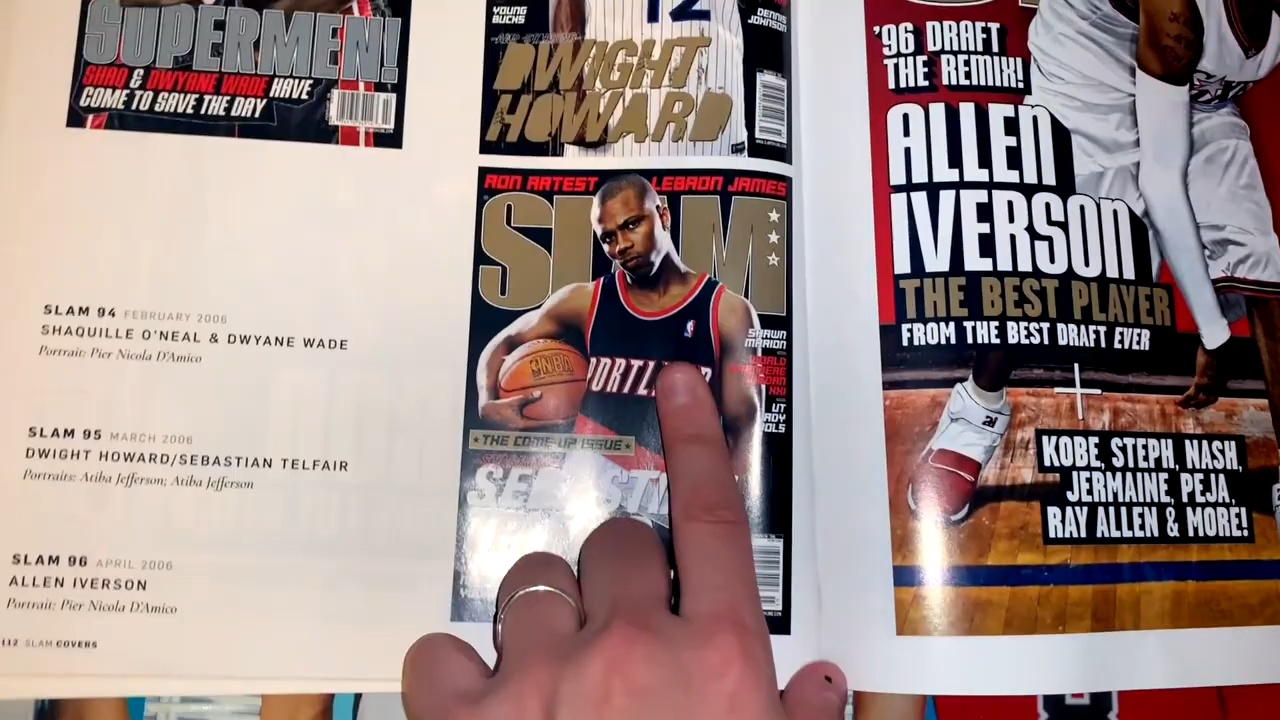 SUPERMEN!
SHAQ & DWYANE WADE HAVE
COME TO SAVE THE DAY
SLAM 94 FEBRUARY 2006
SHAQUILLE O'NEAL & DWYANE WADE
Portrait: Pier Nicola D'Amico
SLAM 95 MARCH 2006
DWIGHT HOWARD/SEBASTIAN TELFAIR
Portraits: Atiba Jefferson; Atiba Jefferson
SLAM 96 APRIL 2006
ALLEN IVERSON
Portrait: Pier Nicola D'Amico
112 SLAM COVERS
YOUNG
BUCKS
12
DENNIS
JOHNSON
DWIGHT
HOWARD
RON ARTEST LEBRON JAMES
SLAM
SHAWN
MARION
WORLD
NBA
PORTL
THE COME UP ISSUE
'96 DRAFT
THE REMIX!
ALLEN
IVERSON
THE BEST PLAYER
FROM THE BEST DRAFT EVER
KOBE, STEPH, NASH,
JERMAINE, PEJA,
RAY ALLEN & MORE!